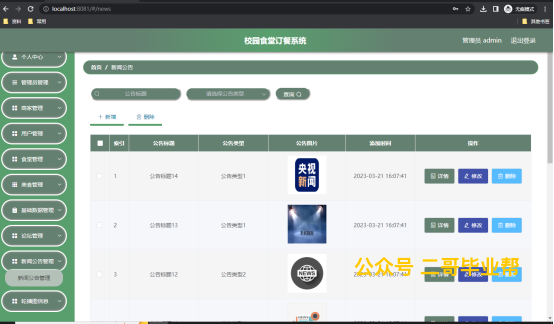 localhost:8081/#/news
无痕模式
资料
常用
其他书签
校园食堂订餐系统
管理员 admin 退出登录
个人中心
管理员管理
商家管理
用户管理
食堂管理
美食管理
基础数据管理
论坛管理
新闻公告管理
新闻公告管理
轮播图信息
首页 / 新闻公告
公告标题 请选择公告类型 查询
+ 新增 删除
索引 公告标题 公告类型 公告图片 添加时间 操作
1 公告标题14 公告类型1 央视新闻 2023-03-21 16:07:41 详情 修改 删除
2 公告标题13 公告类型1 2023-03-21 16:07:41 详情 修改 删除
3 公告标题12 公告类型2 NEWS 2023-03-21 16:07:41 详情 修改 删除
公众号 二哥毕业帮